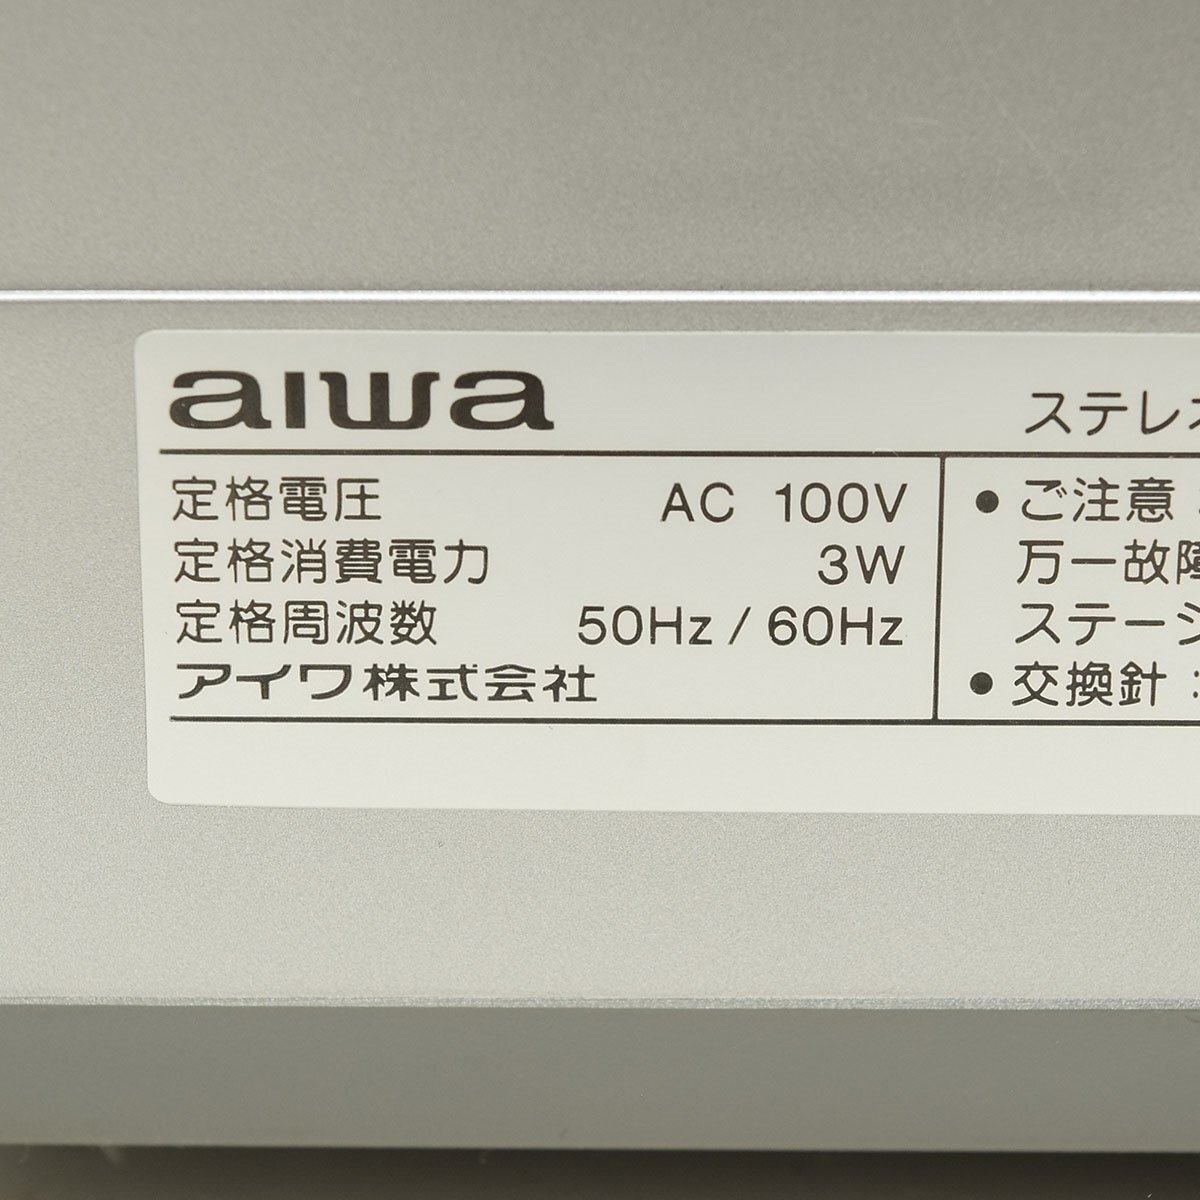 aiwa
ステレオ
定格電圧 AC 100V
定格消費電力 3W
定格周波数 50Hz / 60Hz
アイワ株式会社
●ご注意
万一故障
ステーシ
●交換針: